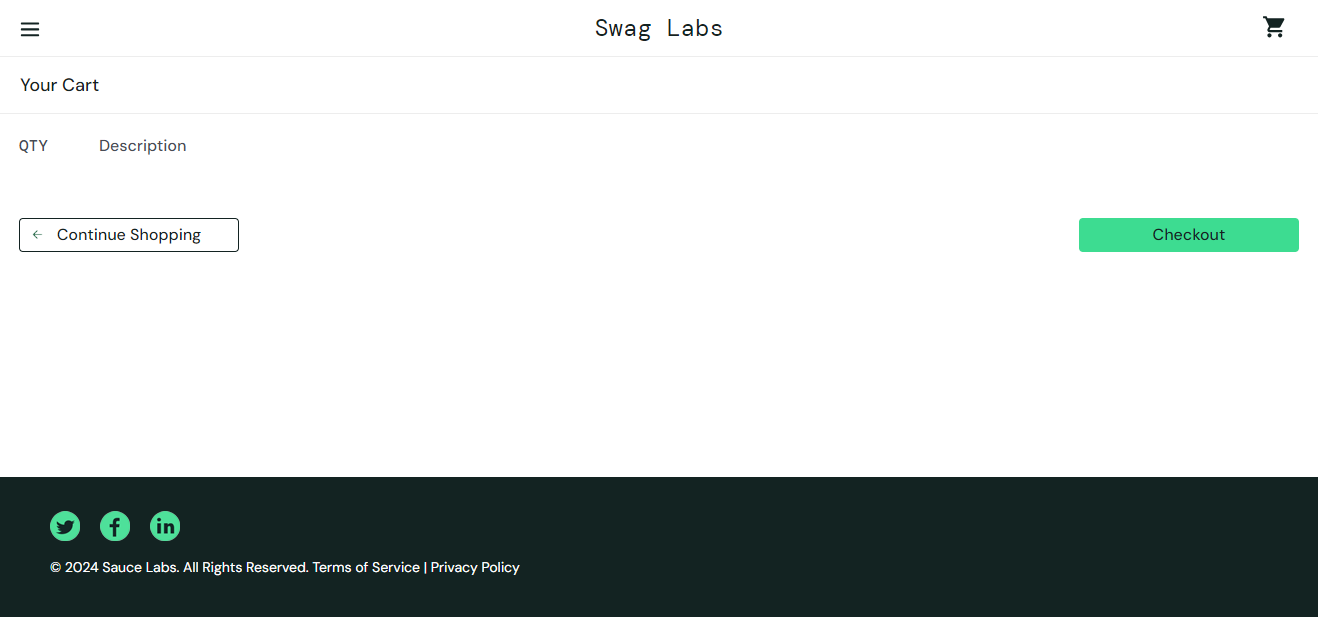 Swag Labs
Your Cart
QTY Description
Continue Shopping Checkout
© 2024 Sauce Labs. All Rights Reserved. Terms of Service | Privacy Policy